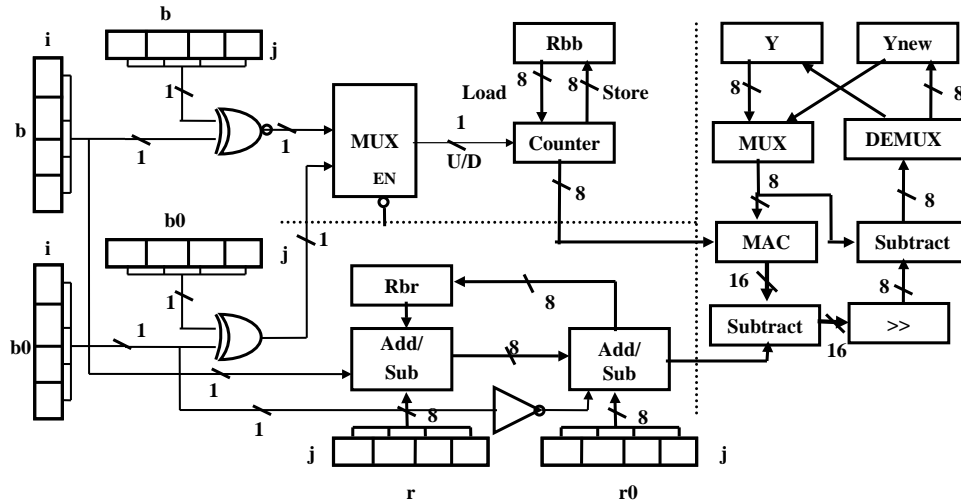 b
i
j
b
1
1
1
MUX
EN
1
U/D
Rbb
8
8
Load
Store
Counter
8
Y
Ynew
8
8
MUX
DEMUX
8
8
MAC
Subtract
16
8
Subtract
>>
16
b0
i
j
b0
1
1
1
Rbr
8
Add/
Sub
8
Add/
Sub
1
1
8
8
j
j
r
r0